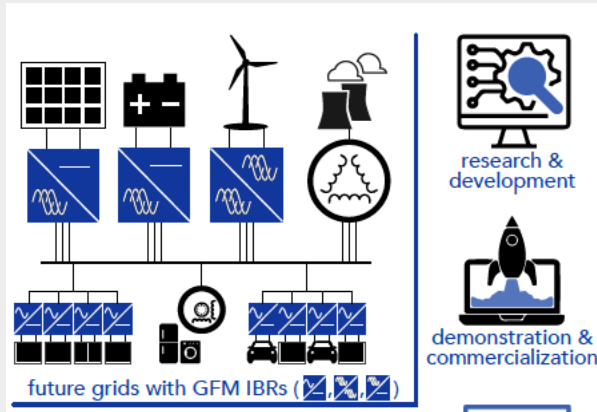 research &
development
demonstration &
commercialization
future grids with GFM IBRs ( , , )